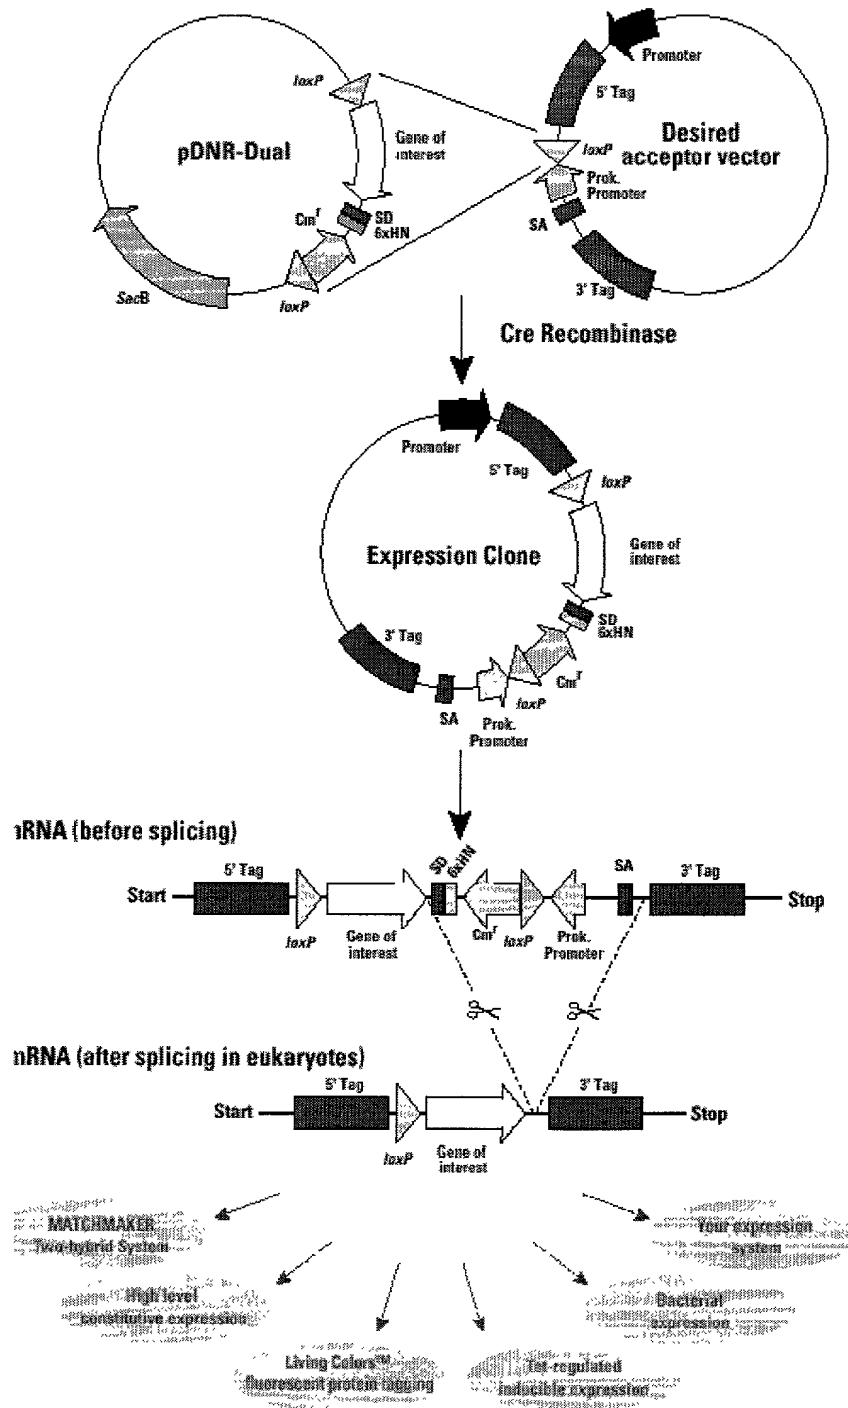 loxP
Promoter
5' Tag
pDNR-Dual
Gene of
interest
Desired
acceptor vector
loxP
Prok.
Promoter
Cmr
SD
6xHN
SA
SacB
loxP
3' Tag
Cre Recombinase
Promoter
5' Tag
loxP
Expression Clone
Gene of
interest
SD
6xHN
3' Tag
Cmr
loxP
SA
Prok.
Promoter
nRNA (before splicing)
5' Tag
SD
6xHN
SA
3' Tag
Start
Stop
loxP
Gene of
interest
Cmr
loxP
Prok.
Promoter
mRNA (after splicing in eukaryotes)
5' Tag
3' Tag
Start
Stop
loxP
Gene of
interest
MATCHMAKER
Two-hybrid System
Your expression
system
High level
constitutive expression
Bacterial
expression
Living Colors™
fluorescent protein tagging
Tet-regulated
inducible expression